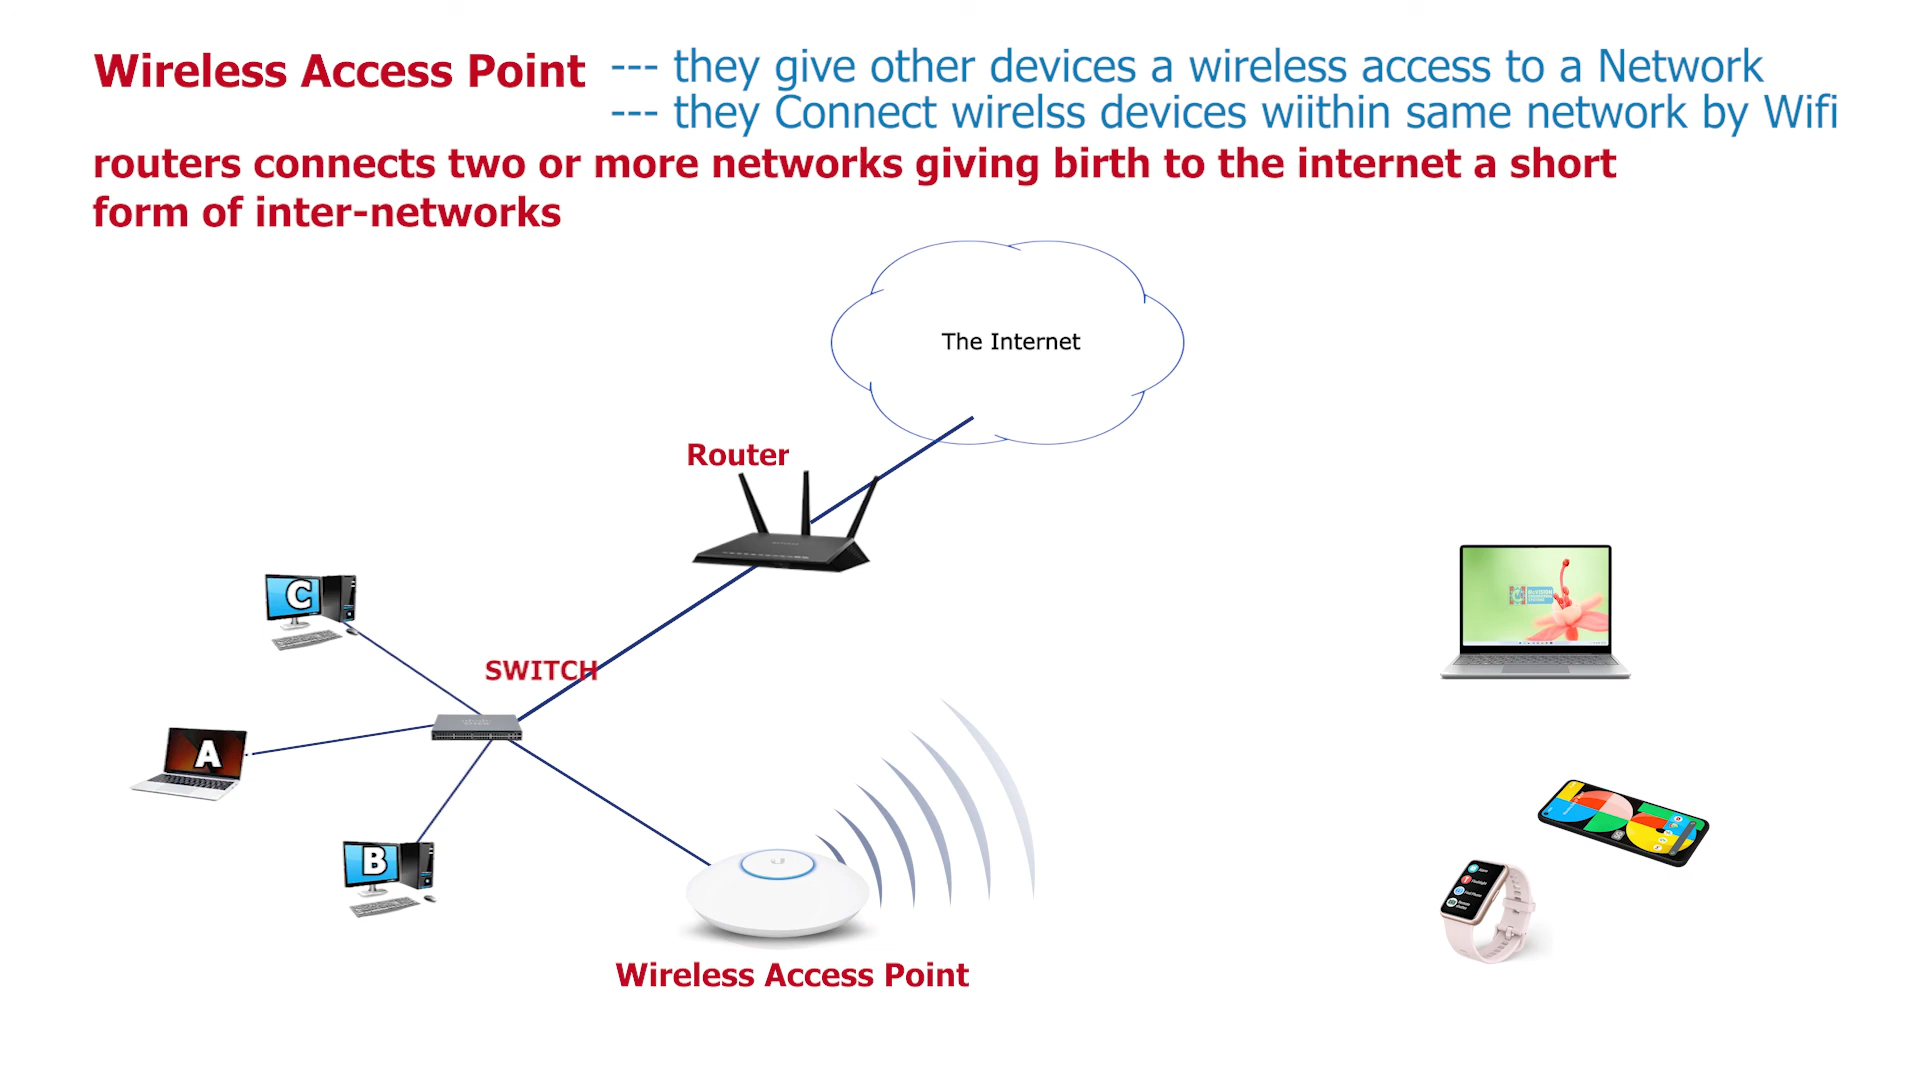 Wireless Access Point --- they give other devices a wireless access to a Network
--- they Connect wirelss devices wiithin same network by Wifi
routers connects two or more networks giving birth to the internet a short
form of inter-networks
The Internet
Router
C
SWITCH
A
B
Wireless Access Point